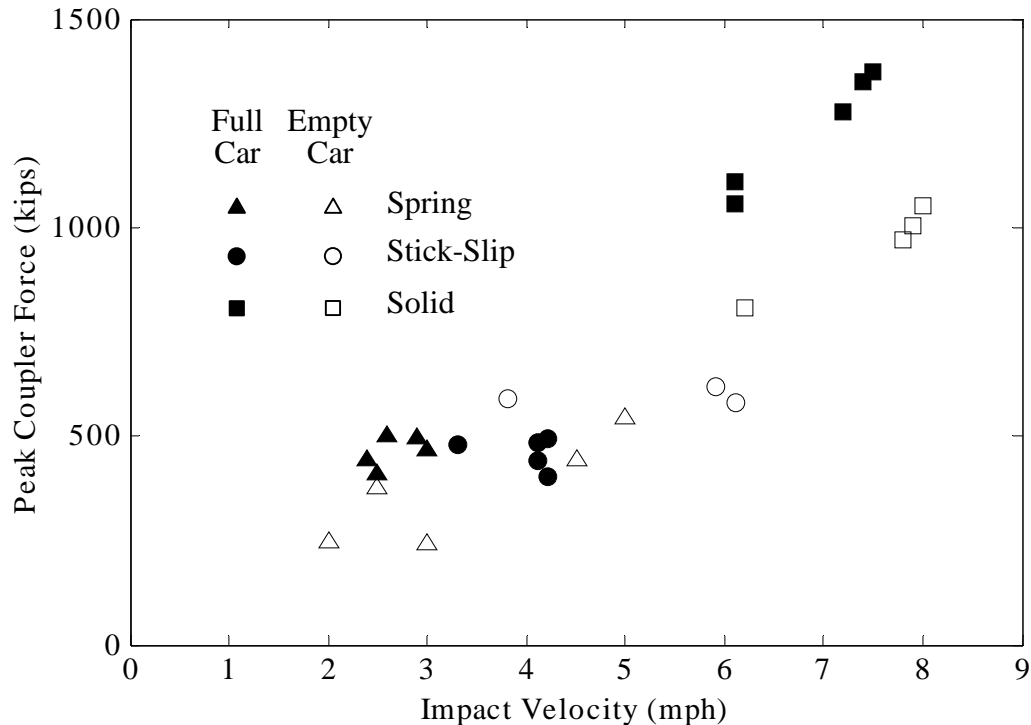 1500
1000
500
0
Peak Coupler Force (kips)
Full Empty
Car Car
Spring
Stick-Slip
Solid
0 1 2 3 4 5 6 7 8 9
Impact Velocity (mph)